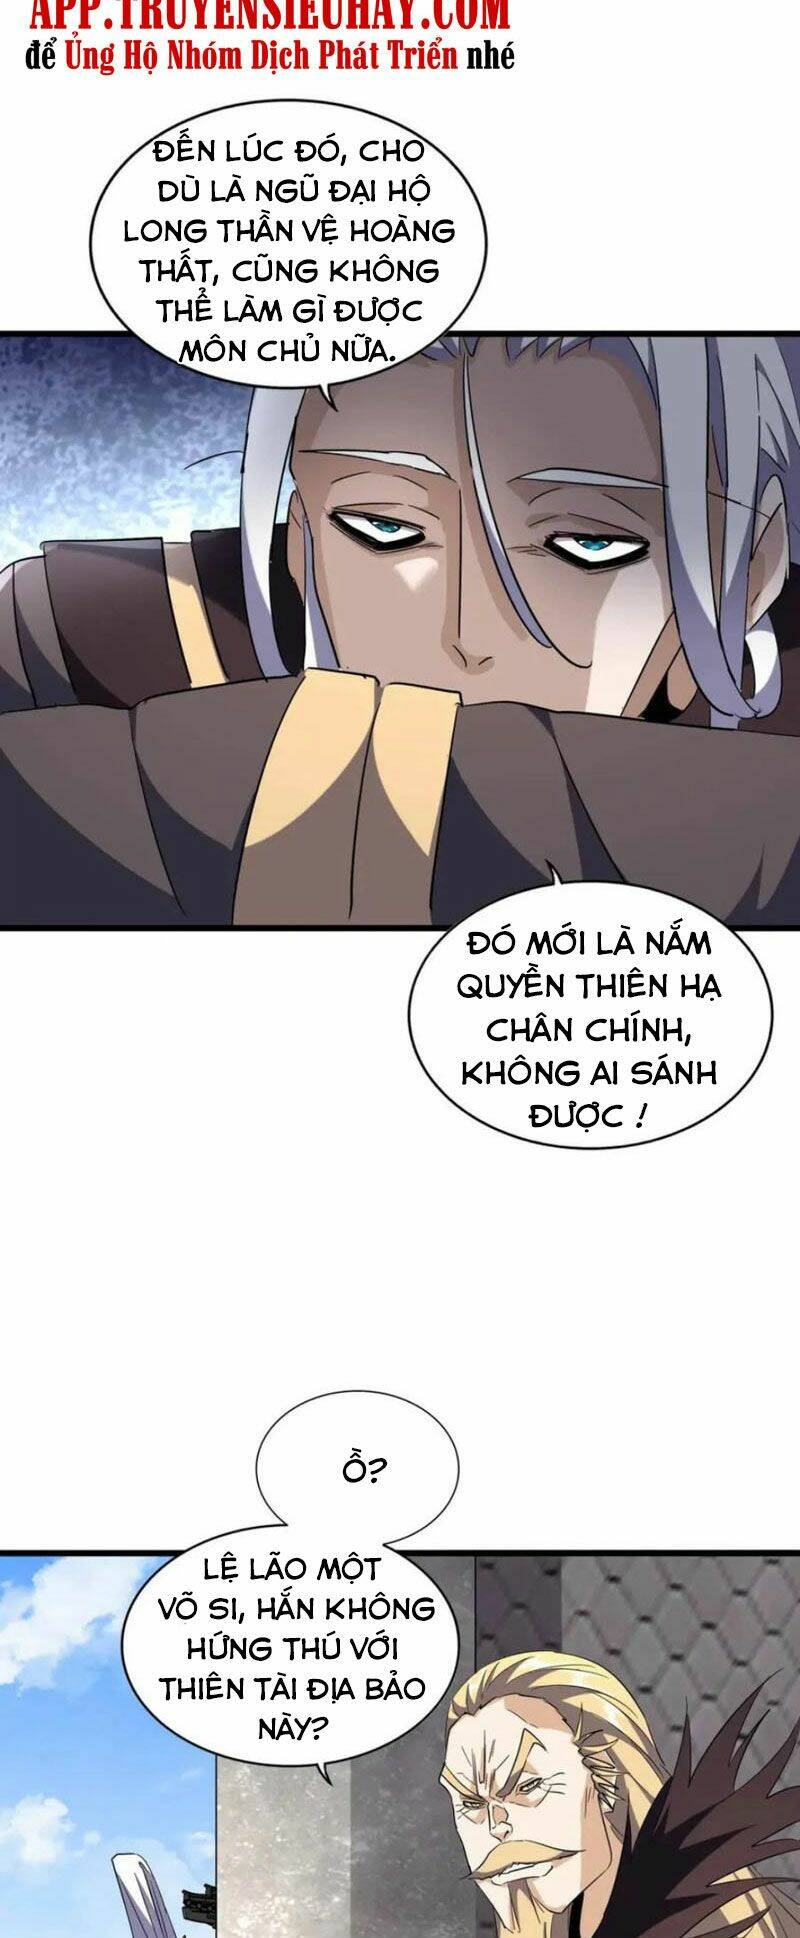 APP.TRUYENSIEUHAY.COM
để Ủng Hộ Nhóm Dịch Phát Triển nhé
ĐẾN LÚC ĐÓ, CHO
DÙ LÀ NGŨ ĐẠI HỘ
LONG THẦN VỆ HOÀNG
THẤT, CŨNG KHÔNG
THỂ LÀM GÌ ĐƯỢC
MÔN CHỦ NỮA.
ĐÓ MỚI LÀ NẮM
QUYỀN THIÊN HẠ
CHÂN CHÍNH,
KHÔNG AI SÁNH
ĐƯỢC !
Ồ?
LỆ LÃO MỘT
VÕ SI, HẮN KHÔNG
HỨNG THÚ VỚI
THIÊN TÀI ĐỊA BẢO
NÀY?